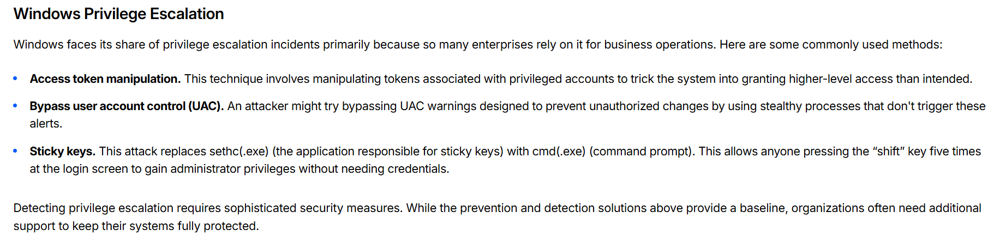 Windows Privilege Escalation
Windows faces its share of privilege escalation incidents primarily because so many enterprises rely on it for business operations. Here are some commonly used methods:
• Access token manipulation. This technique involves manipulating tokens associated with privileged accounts to trick the system into granting higher-level access than intended.
• Bypass user account control (UAC). An attacker might try bypassing UAC warnings designed to prevent unauthorized changes by using stealthy processes that don't trigger these
alerts.
• Sticky keys. This attack replaces sethc(.exe) (the application responsible for sticky keys) with cmd(.exe) (command prompt). This allows anyone pressing the “shift” key five times
at the login screen to gain administrator privileges without needing credentials.
Detecting privilege escalation requires sophisticated security measures. While the prevention and detection solutions above provide a baseline, organizations often need additional
support to keep their systems fully protected.